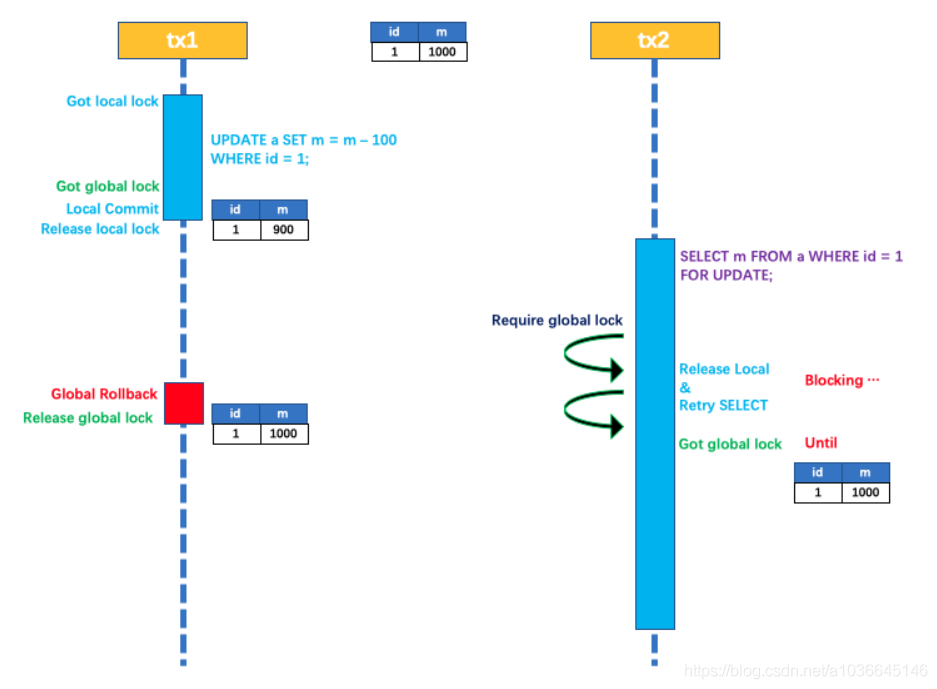 tx1
id m
1 1000
tx2
Got local lock
UPDATE a SET m = m – 100
WHERE id = 1;
Got global lock
Local Commit
Release local lock
id m
1 900
SELECT m FROM a WHERE id = 1
FOR UPDATE;
Require global lock
Release Local
&
Retry SELECT
Blocking ⋯
Global Rollback
Release global lock
id m
1 1000
Got global lock
Until
id m
1 1000
https://blog.csdn.net/a1036645146